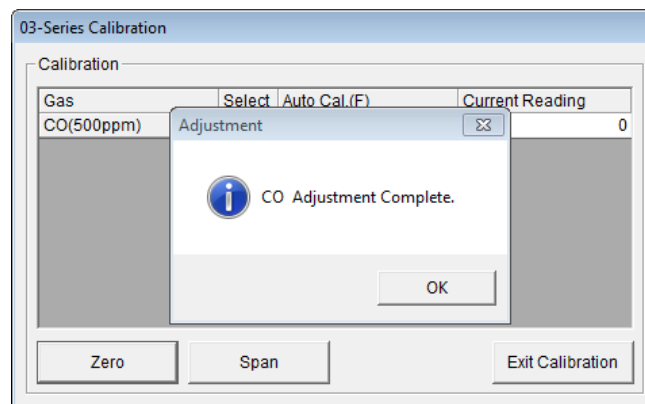 03-Series Calibration
Calibration
Gas Select Auto Cal.(F) Current Reading
CO(500ppm) 0
Adjustment
CO Adjustment Complete.
OK
Zero Span Exit Calibration